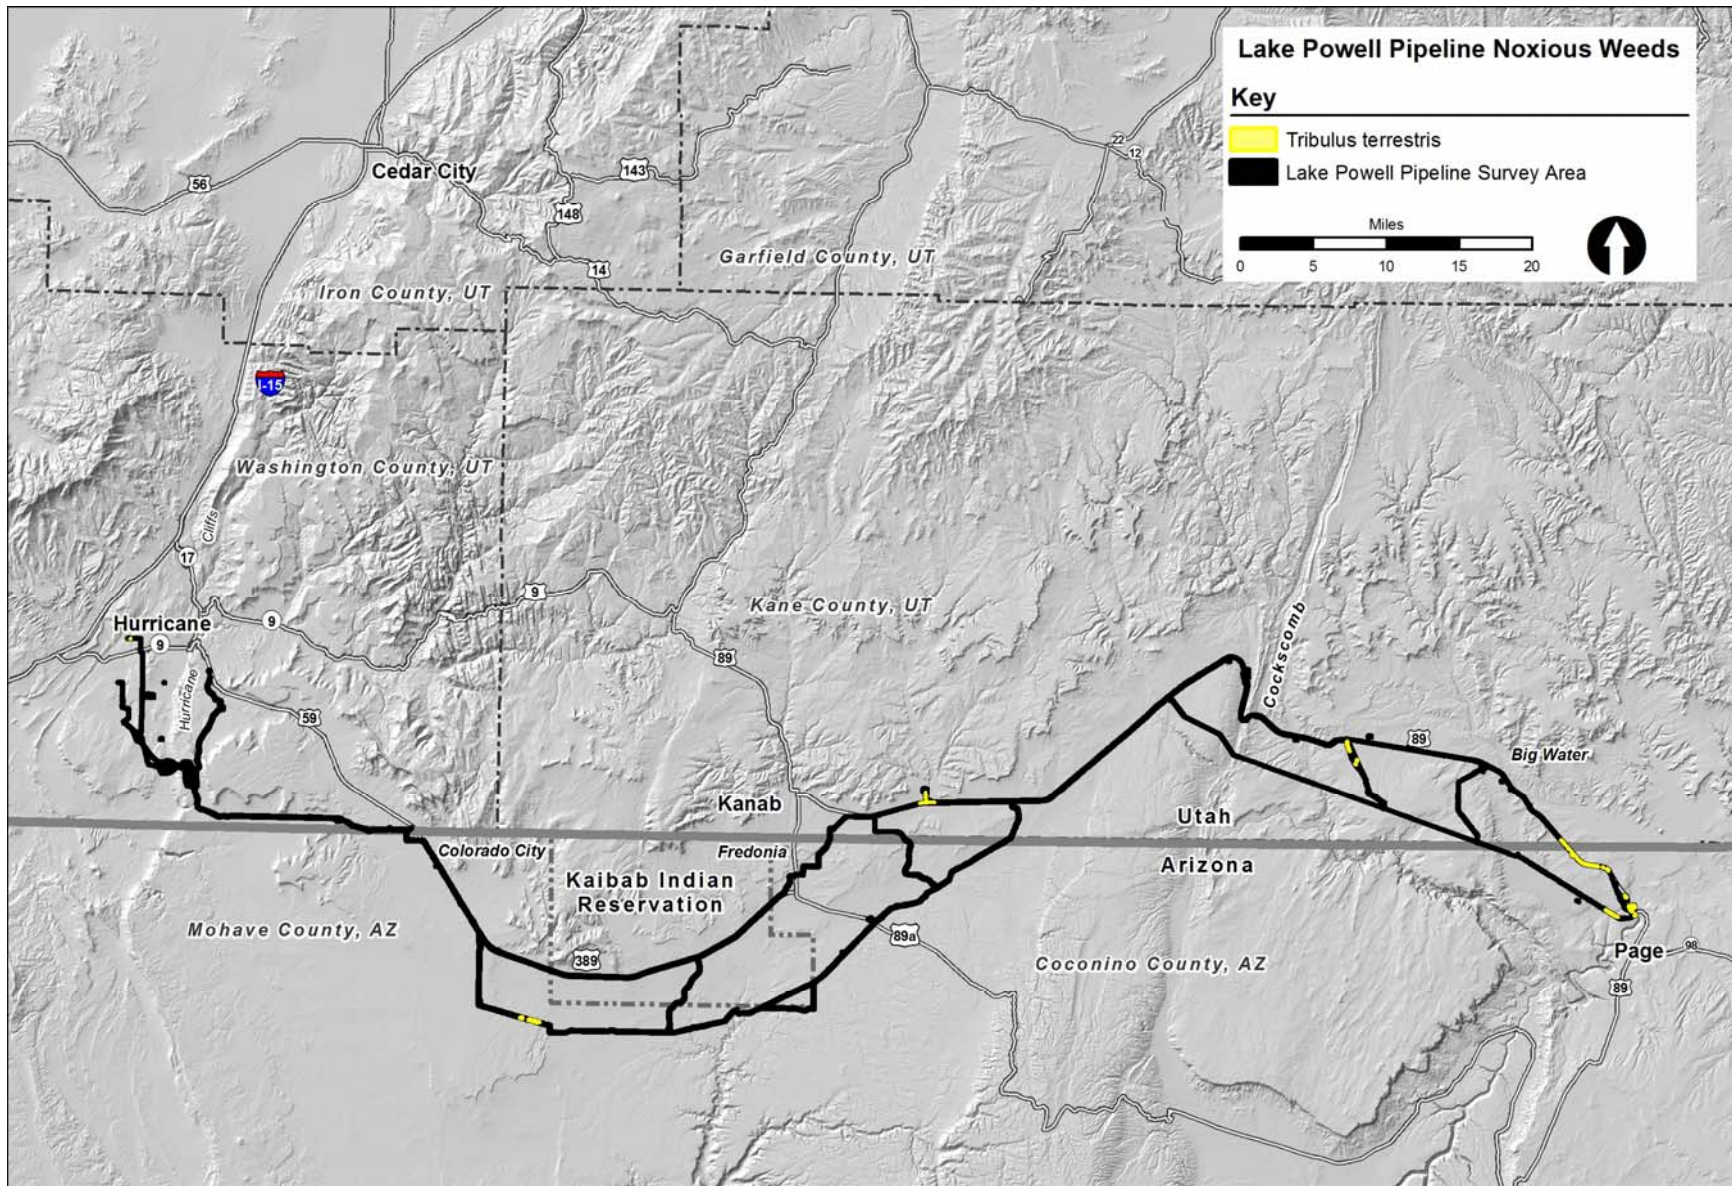 Lake Powell Pipeline Noxious Weeds
Key
Tribulus terrestris
Lake Powell Pipeline Survey Area
Miles
0 5 10 15 20
22
12
Cedar City
143
56
148
Garfield County, UT
14
Iron County, UT
I-15
Washington County, UT
Cliffs
17
9
Kane County, UT
Hurricane
9
9
Cockscomb
89
Hurricane
59
89
Big Water
Kanab
Utah
Colorado City
Fredonia
Arizona
Kaibab Indian
Reservation
Mohave County, AZ
89a
98
Page
389
Coconino County, AZ
89